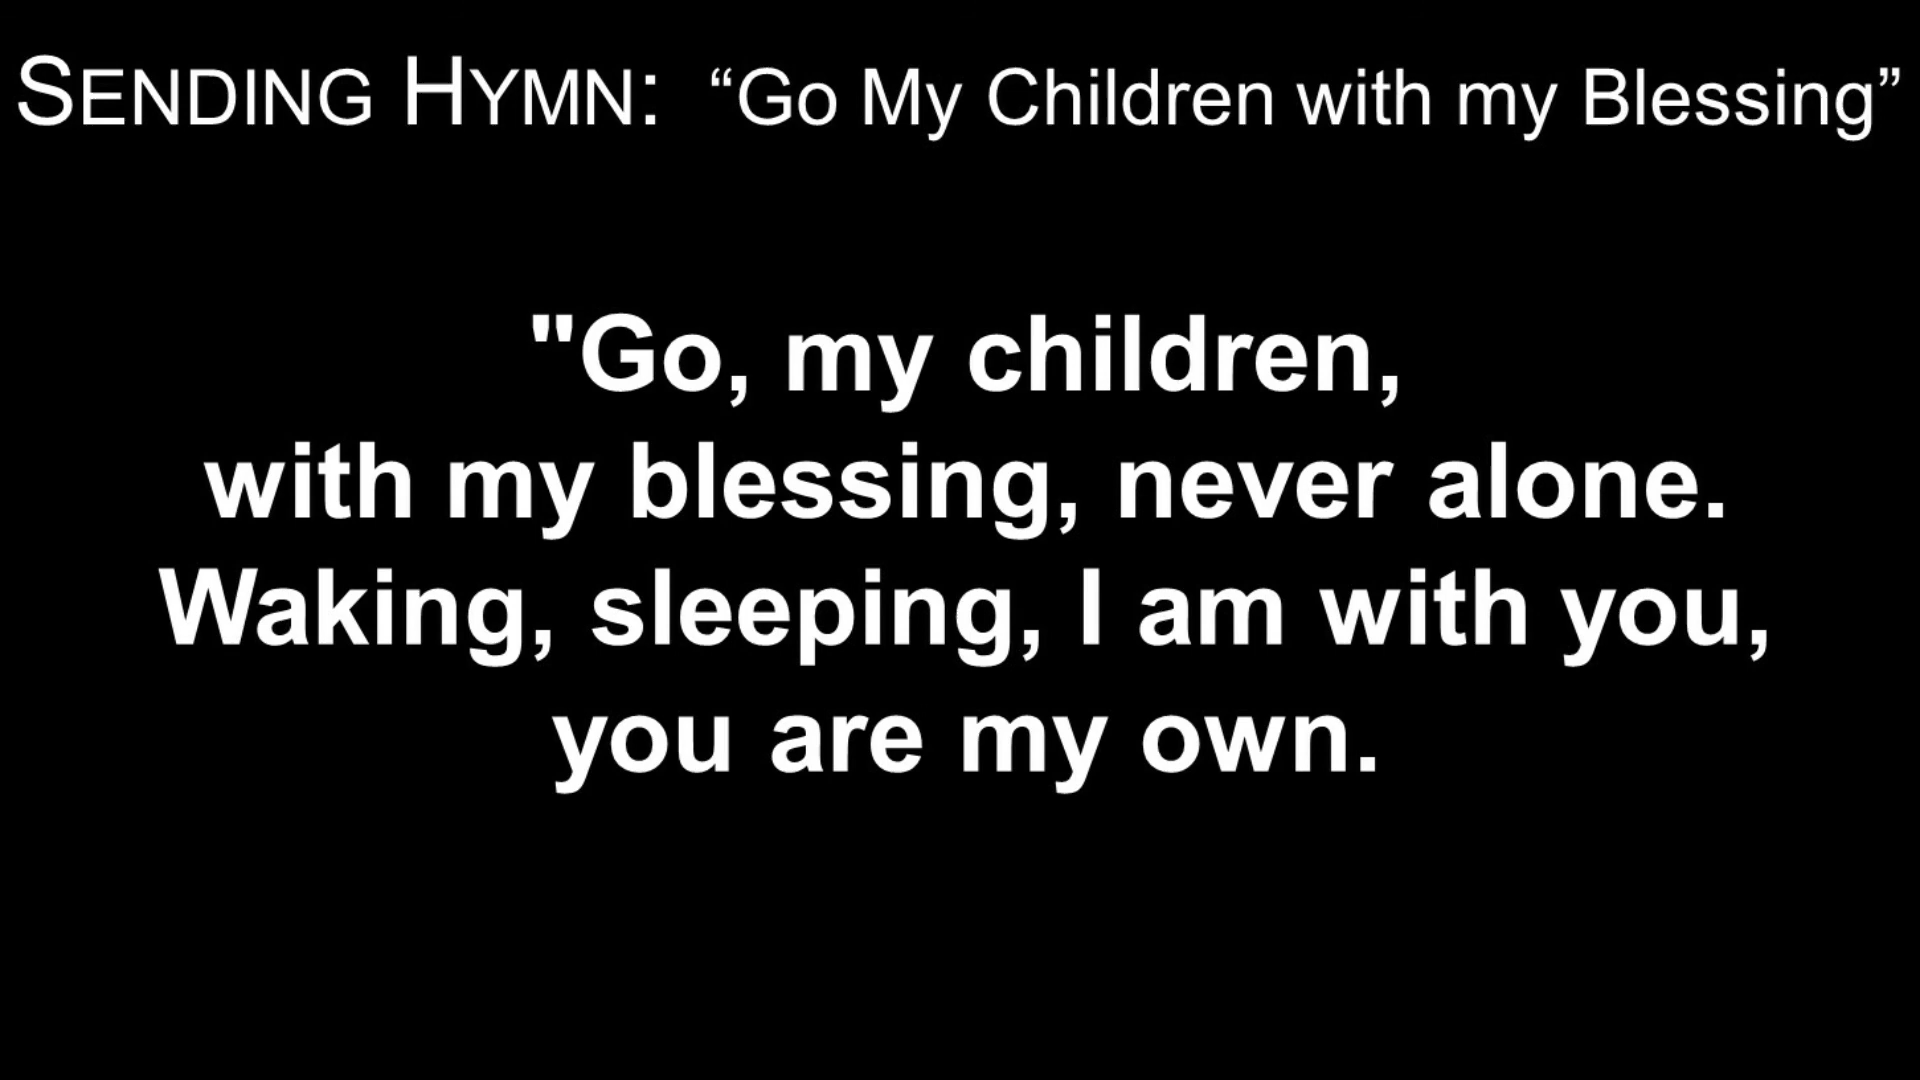 SENDING HYMN: “Go My Children with my Blessing”
"Go, my children,
with my blessing, never alone.
Waking, sleeping, I am with you,
you are my own.